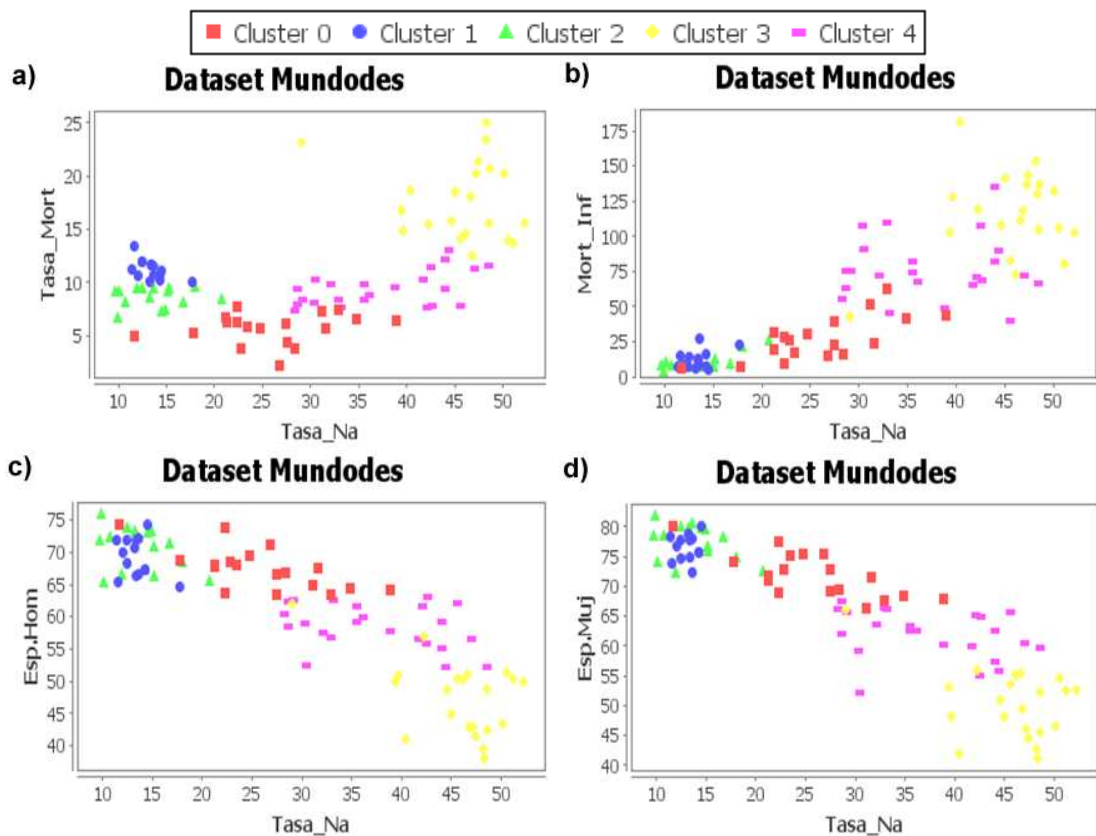 Cluster 0 Cluster 1 Cluster 2 Cluster 3 Cluster 4
a) Dataset Mundodes
25
20
15
10
5
Tasa_Mort
10 15 20 25 30 35 40 45 50
Tasa_Na
b) Dataset Mundodes
175
150
125
100
75
50
25
0
Mort_Inf
10 15 20 25 30 35 40 45 50
Tasa_Na
c) Dataset Mundodes
75
70
65
60
55
50
45
40
Esp.Hom
10 15 20 25 30 35 40 45 50
Tasa_Na
d) Dataset Mundodes
80
75
70
65
60
55
50
45
40
Esp.Muj
10 15 20 25 30 35 40 45 50
Tasa_Na